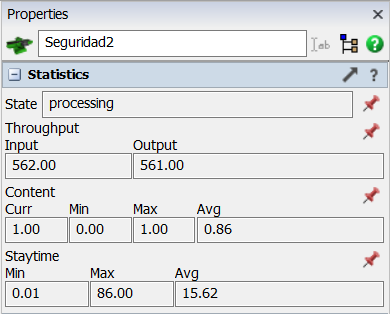 Properties
Seguridad2
ab
?
Statistics
?
State processing
Throughput
Input Output
562.00 561.00
Content
Curr Min Max Avg
1.00 0.00 1.00 0.86
Staytime
Min Max Avg
0.01 86.00 15.62